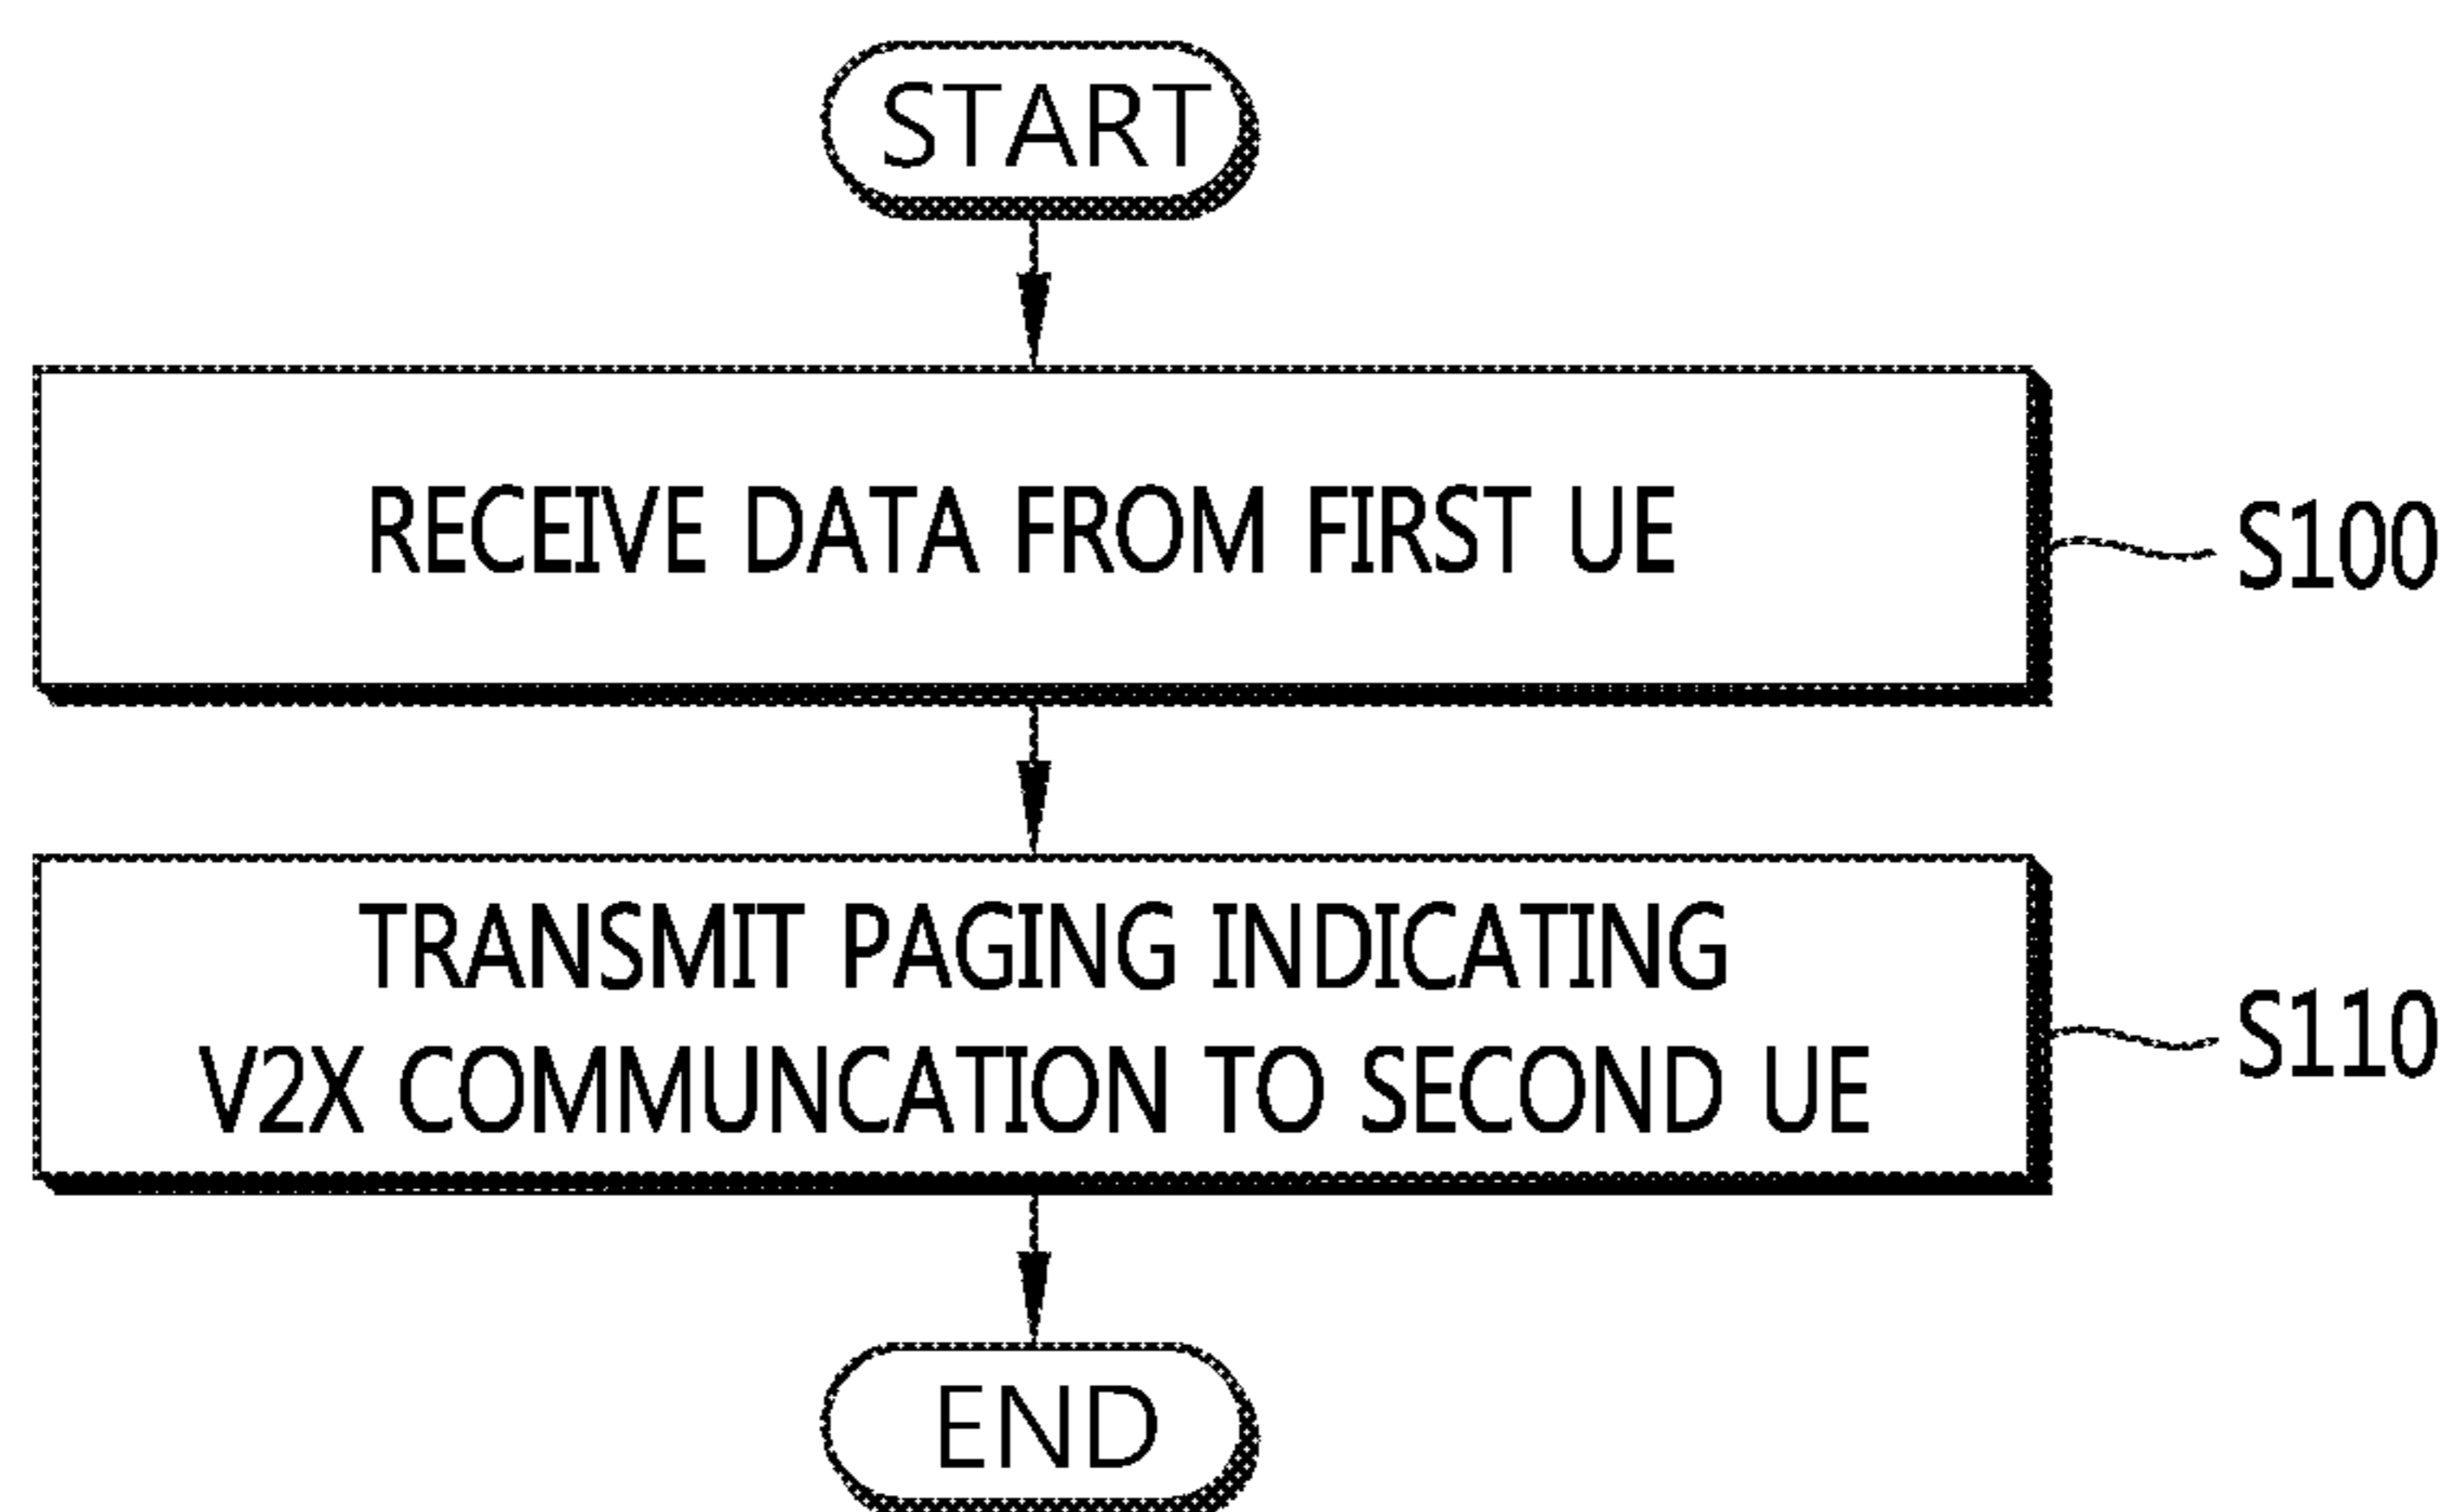 START
RECEIVE DATA FROM FIRST UE
S100
TRANSMIT PAGING INDICATING
V2X COMMUNCATION TO SECOND UE
S110
END